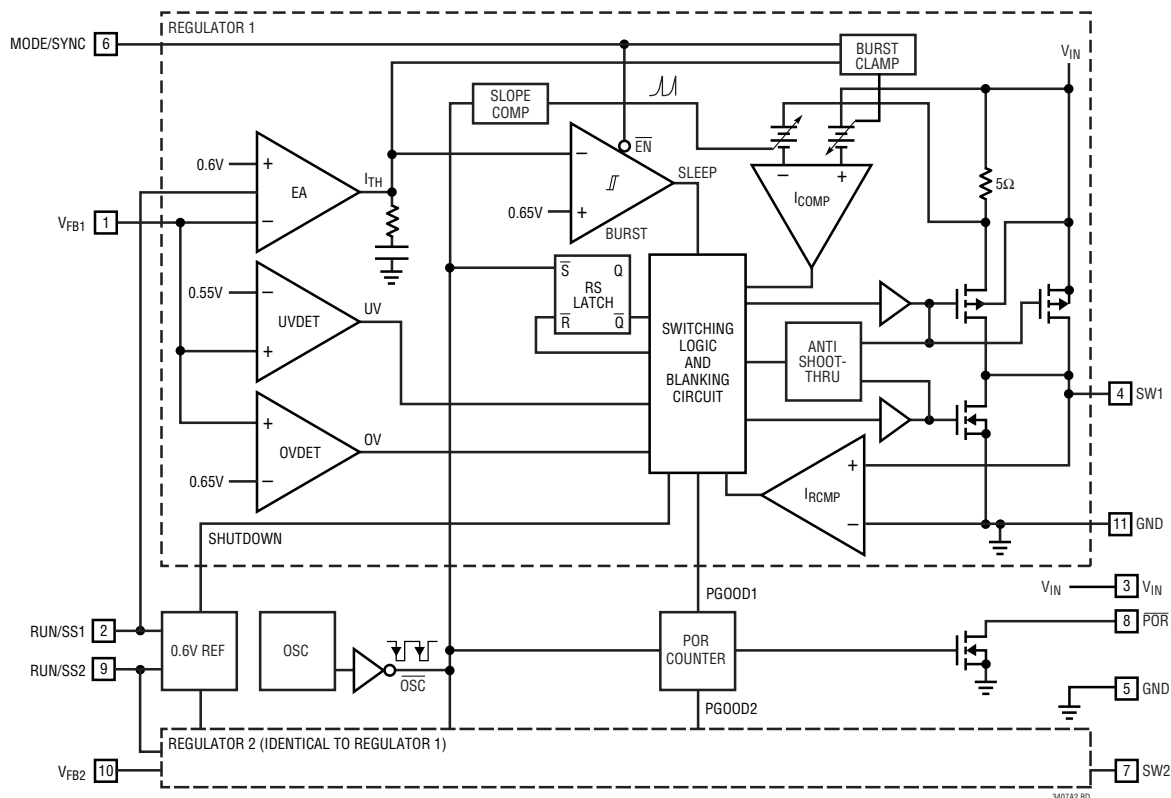 REGULATOR 1
MODE/SYNC 6
BURST CLAMP
VIN
SLOPE COMP
EN
0.6V
+
EA
ITH
−
SLEEP
0.65V
+
BURST
−
+
ICOMP
5Ω
VFB1 1
−
0.55V
−
UVDET
UV
+
S Q
RS LATCH
R Q
SWITCHING LOGIC AND BLANKING CIRCUIT
ANTI SHOOT-THRU
4 SW1
+
OVDET
OV
0.65V
−
+
IRCMP
−
11 GND
SHUTDOWN
PGOOD1
VIN 3 VIN
RUN/SS1 2
0.6V REF
OSC
OSC
POR COUNTER
8 POR
RUN/SS2 9
5 GND
PGOOD2
REGULATOR 2 (IDENTICAL TO REGULATOR 1)
VFB2 10
7 SW2
3407A2 BD